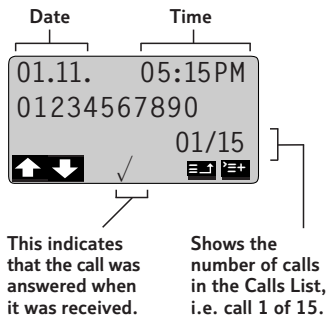 Date Time
01.11. 05:15PM
01234567890
01/15
√
This indicates
that the call was
answered when
it was received.
Shows the
number of calls
in the Calls List,
i.e. call 1 of 15.